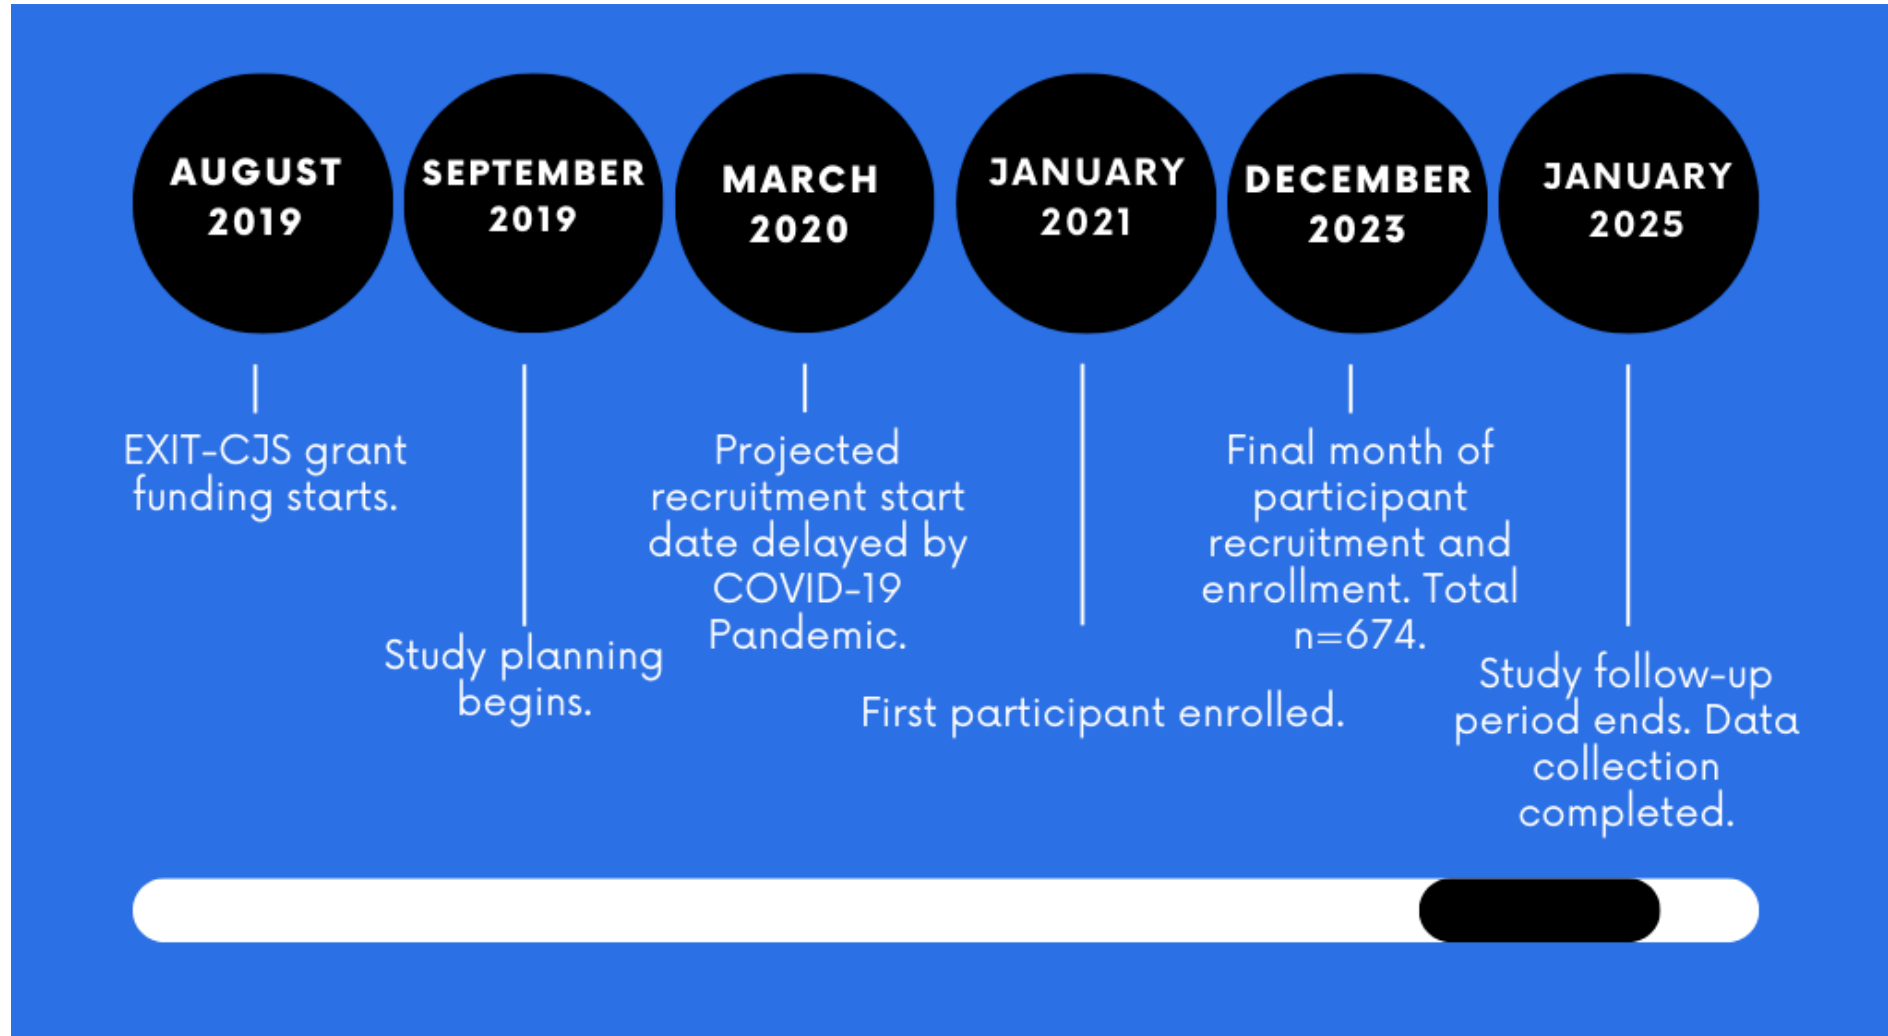 AUGUST
2019
SEPTEMBER
2019
MARCH
2020
JANUARY
2021
DECEMBER
2023
JANUARY
2025
EXIT-CJS grant
funding starts.
Study planning
begins.
Projected
recruitment start
date delayed by
COVID-19
Pandemic.
First participant enrolled.
Final month of
participant
recruitment and
enrollment. Total
n=674.
Study follow-up
period ends. Data
collection
completed.